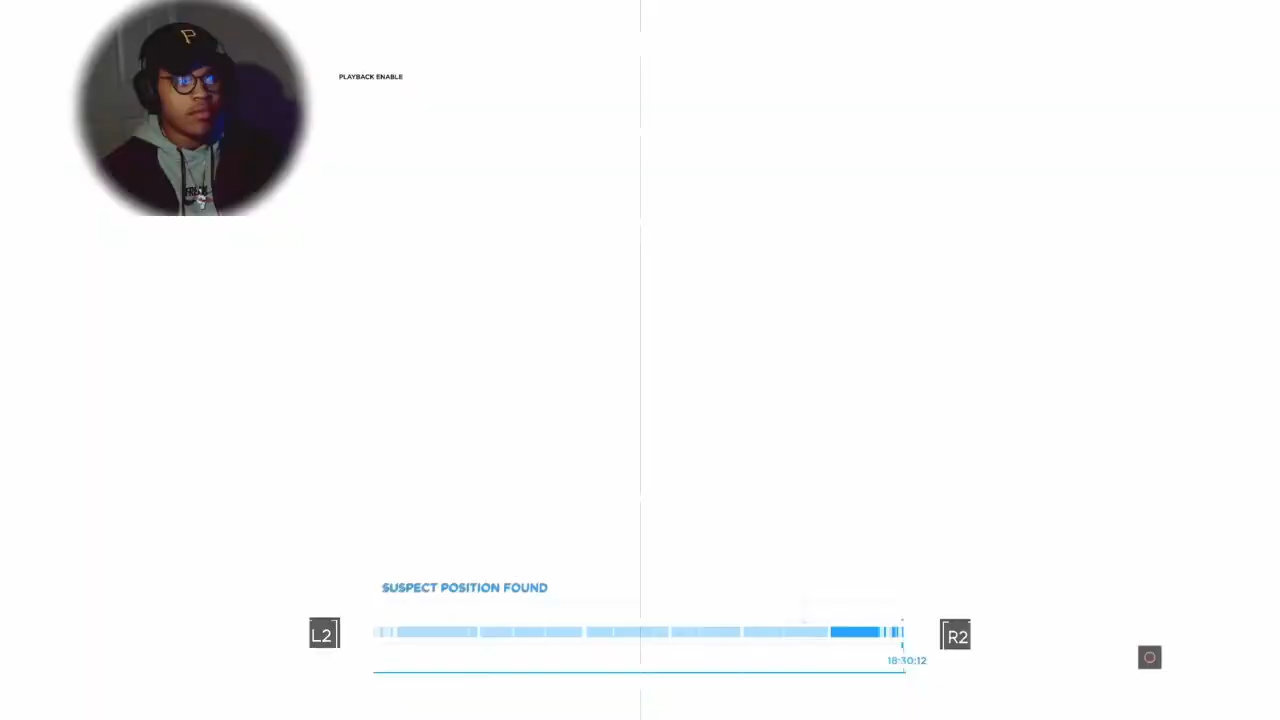 P
PLAYBACK ENABLE
SUSPECT POSITION FOUND
L2
R2
18:30:12